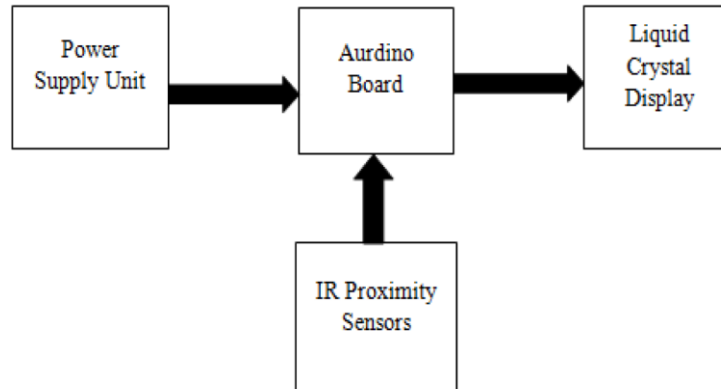 Power
Supply Unit
Aurdino
Board
Liquid
Crystal
Display
IR Proximity
Sensors